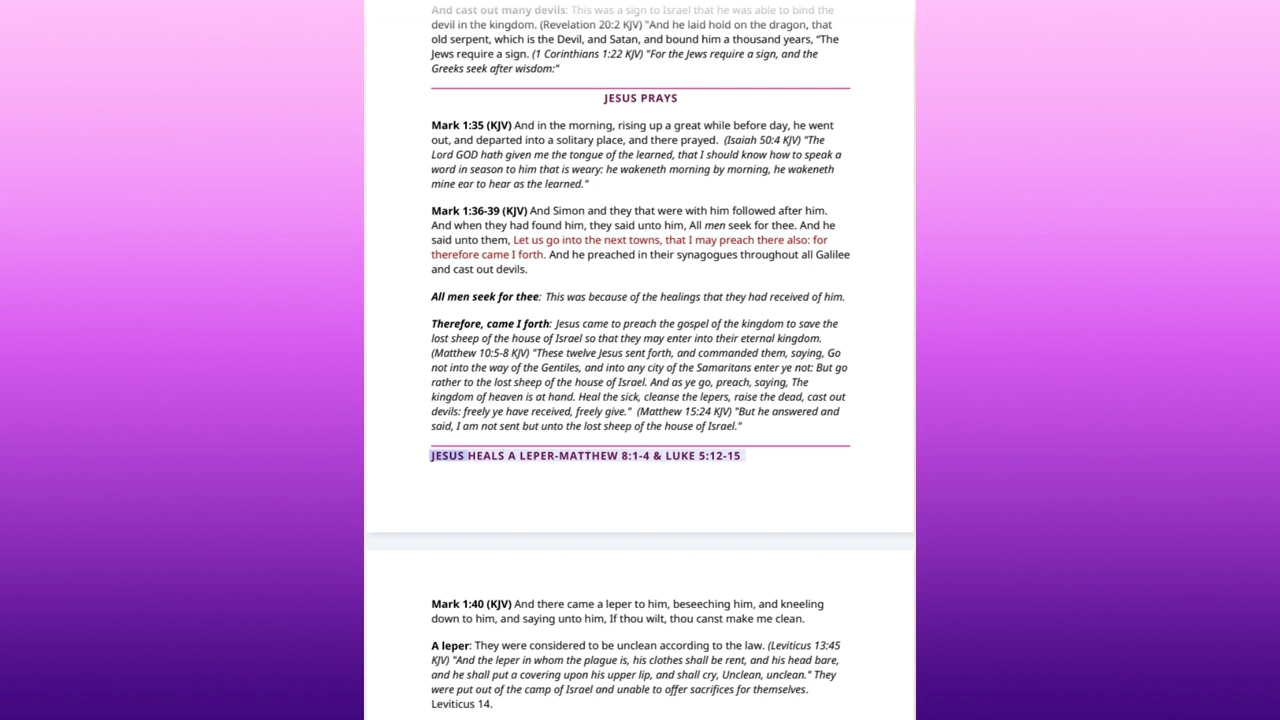 And cast out many devils: This was a sign to Israel that he was able to bind the
devil in the kingdom. (Revelation 20:2 KJV) "And he laid hold on the dragon, that
old serpent, which is the Devil, and Satan, and bound him a thousand years, “The
Jews require a sign. (1 Corinthians 1:22 KJV) "For the Jews require a sign, and the
Greeks seek after wisdom:"
JESUS PRAYS
Mark 1:35 (KJV) And in the morning, rising up a great while before day, he went
out, and departed into a solitary place, and there prayed. (Isaiah 50:4 KJV) "The
Lord GOD hath given me the tongue of the learned, that I should know how to speak a
word in season to him that is weary: he wakeneth morning by morning, he wakeneth
mine ear to hear as the learned."
Mark 1:36-39 (KJV) And Simon and they that were with him followed after him.
And when they had found him, they said unto him, All men seek for thee. And he
said unto them, Let us go into the next towns, that I may preach there also: for
therefore came I forth. And he preached in their synagogues throughout all Galilee
and cast out devils.
All men seek for thee: This was because of the healings that they had received of him.
Therefore, came I forth: Jesus came to preach the gospel of the kingdom to save the
lost sheep of the house of Israel so that they may enter into their eternal kingdom.
(Matthew 10:5-8 KJV) "These twelve Jesus sent forth, and commanded them, saying, Go
not into the way of the Gentiles, and into any city of the Samaritans enter ye not: But go
rather to the lost sheep of the house of Israel. And as ye go, preach, saying, The
kingdom of heaven is at hand. Heal the sick, cleanse the lepers, raise the dead, cast out
devils: freely ye have received, freely give." (Matthew 15:24 KJV) "But he answered and
said, I am not sent but unto the lost sheep of the house of Israel."
JESUS HEALS A LEPER-MATTHEW 8:1-4 & LUKE 5:12-15
Mark 1:40 (KJV) And there came a leper to him, beseeching him, and kneeling
down to him, and saying unto him, If thou wilt, thou canst make me clean.
A leper: They were considered to be unclean according to the law. (Leviticus 13:45
KJV) "And the leper in whom the plague is, his clothes shall be rent, and his head bare,
and he shall put a covering upon his upper lip, and shall cry, Unclean, unclean." They
were put out of the camp of Israel and unable to offer sacrifices for themselves.
Leviticus 14.